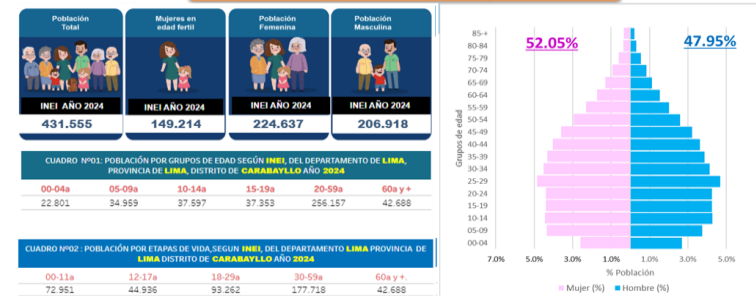 Población Total
INEI AÑO 2024
431.555
Mujeres en edad fertil
INEI AÑO 2024
149.214
Población Femenina
INEI AÑO 2024
224.637
Población Masculina
INEI AÑO 2024
206.918
CUADRO Nº01: POBLACIÓN POR GRUPOS DE EDAD SEGÚN INEI, DEL DEPARTAMENTO DE LIMA,
PROVINCIA DE LIMA, DISTRITO DE CARABAYLLO AÑO 2024
00-04a 05-09a 10-14a 15-19a 20-59a 60a y +
22.801 34.959 37.597 37.353 256.157 42.688
CUADRO Nº02 : POBLACIÓN POR ETAPAS DE VIDA,SEGUN INEI, DEL DEPARTAMENTO LIMA PROVINCIA DE
LIMA DISTRITO DE CARABAYLLO AÑO 2024
00-11a 12-17a 18-29a 30-59a 60a y +.
72.951 44.936 93.262 177.718 42.688
52.05% 47.95%
Grupos de edad
85-+
80-84
75-79
70-74
65-69
60-64
55-59
50-54
45-49
40-44
35-39
30-34
25-29
20-24
15-19
10-14
05-09
00-04
7.0% 5.0% 3.0% 1.0% 1.0% 3.0% 5.0%
% Población
Mujer (%) Hombre (%)